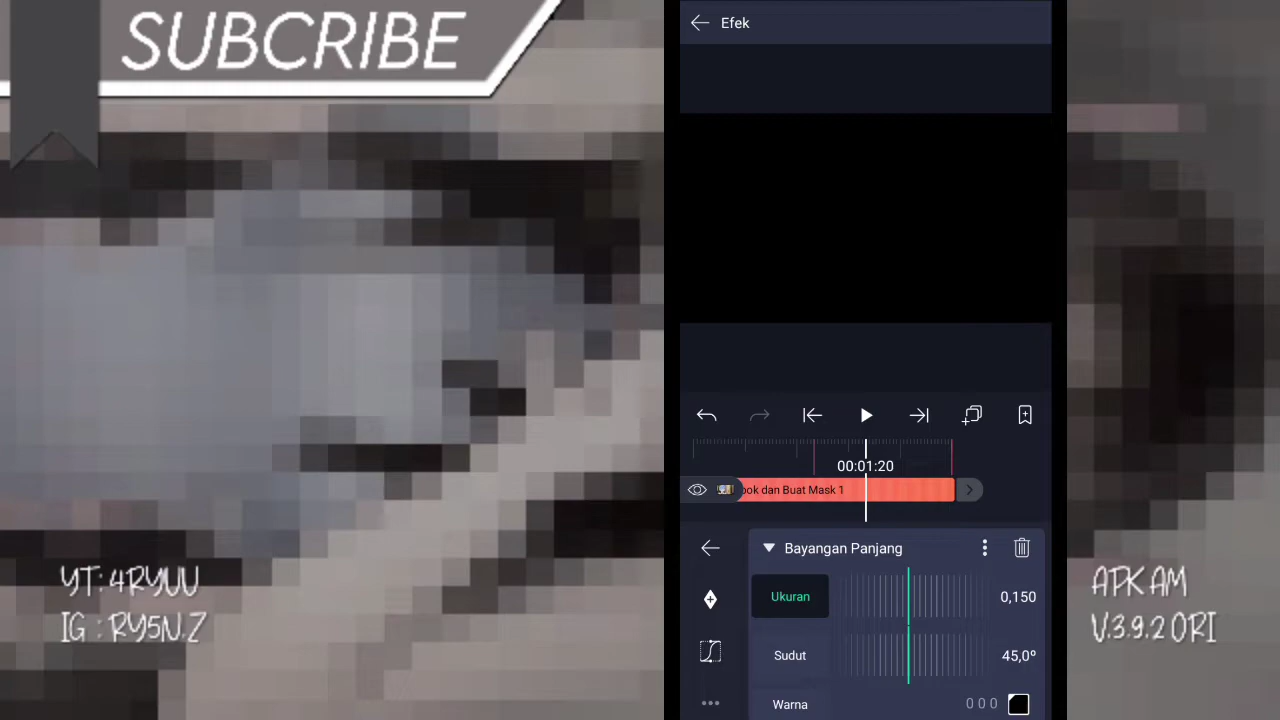 SUBCRIBE
Efek
00:01:20
ok dan Buat Mask 1
Bayangan Panjang
Ukuran
0,150
Sudut
45,0º
Warna
0 0 0
YT: 4RYUU
IG : RY5N.Z
APK AM
V.3.9.2 ORI